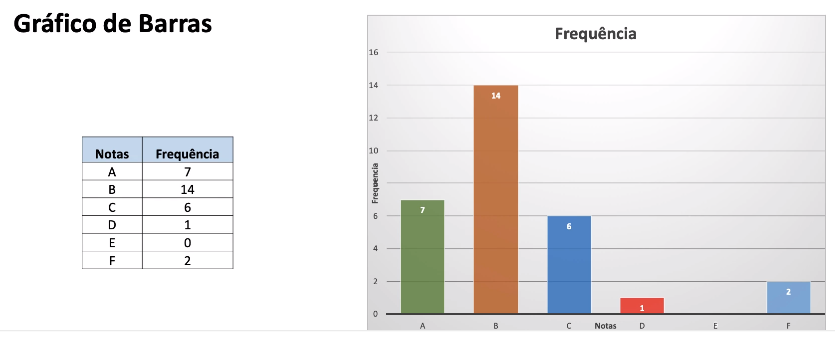 Gráfico de Barras
Notas Frequência
A 7
B 14
C 6
D 1
E 0
F 2
Frequência
16
14
12
10
6
4
2
0
Frequencia
7
14
6
1
2
A B C Notas D E F